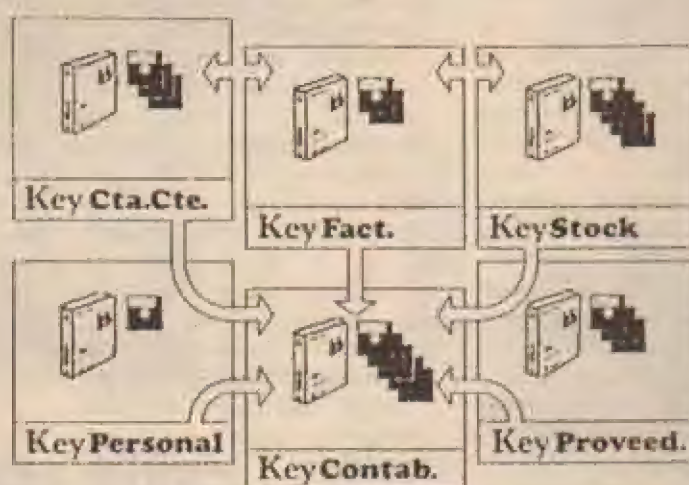 Key Cta.Cte.
Key Fact.
Key Stock
Key Personal
Key Contab.
Key Proveed.